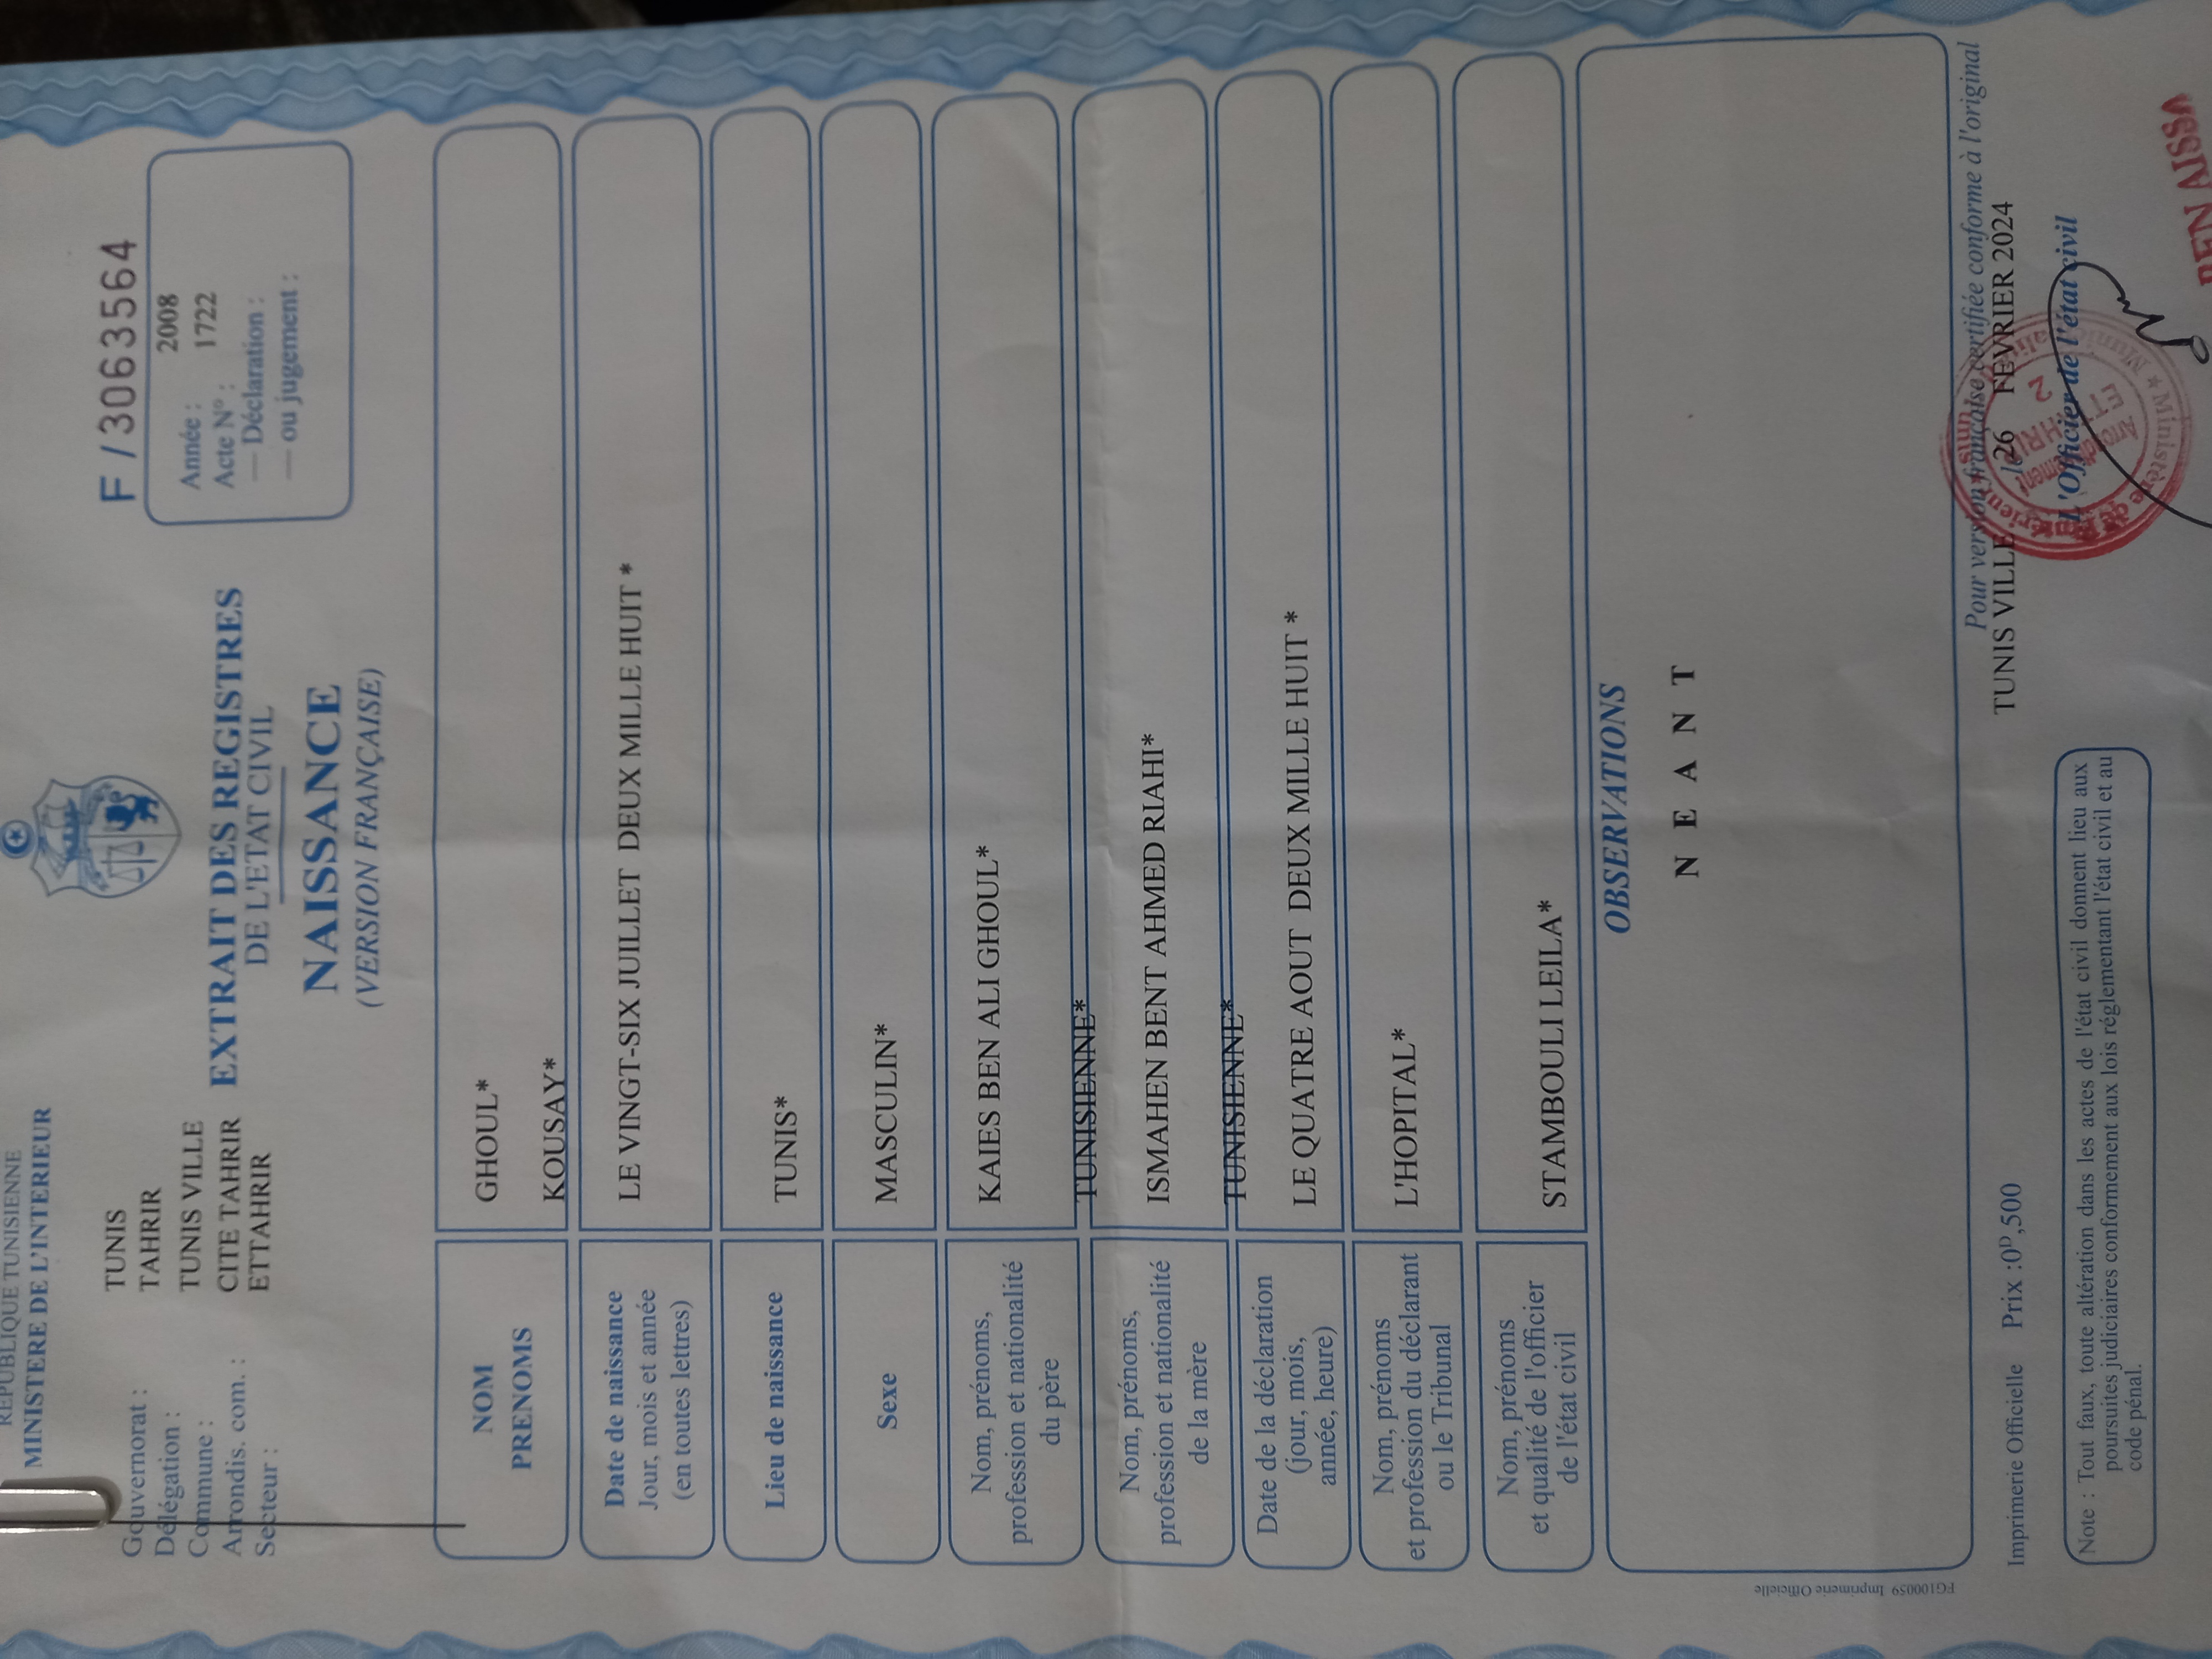 REPUBLIQUE TUNISIENNE
MINISTERE DE L'INTERIEUR
Gouvernorat : TUNIS
Délégation : TAHRIR
Commune : TUNIS VILLE
Arrondis. com. : CITE TAHRIR
Secteur : ETTAHRIR
EXTRAIT DES REGISTRES
DE L'ETAT CIVIL
NAISSANCE
(VERSION FRANÇAISE)
F / 3063564
Année : 2008
Acte N° : 1722
— Déclaration :
— ou jugement :
NOM
PRENOMS
GHOUL*
KOUSAY*
Date de naissance
Jour, mois et année
(en toutes lettres)
LE VINGT-SIX JUILLET DEUX MILLE HUIT *
Lieu de naissance
TUNIS*
Sexe
MASCULIN*
Nom, prénoms,
profession et nationalité
du père
KAIES BEN ALI GHOUL*
TUNISIENNE*
Nom, prénoms,
profession et nationalité
de la mère
ISMAHEN BENT AHMED RIAHI*
TUNISIENNE*
Date de la déclaration
(jour, mois,
année, heure)
LE QUATRE AOUT DEUX MILLE HUIT *
Nom, prénoms
et profession du déclarant
ou le Tribunal
L'HOPITAL*
Nom, prénoms
et qualité de l'officier
de l'état civil
STAMBOULI LEILA*
OBSERVATIONS
N E A N T
FG100059 Imprimerie Officielle
Pour version française certifiée conforme à l'original
TUNIS VILLE le 26 FEVRIER 2024
L'Officier de l'état civil
BEN AISSA
Imprimerie Officielle Prix :0ᴰ,500
Note : Tout faux, toute altération dans les actes de l'état civil donnent lieu aux
poursuites judiciaires conformement aux lois réglementant l'état civil et au
code pénal.